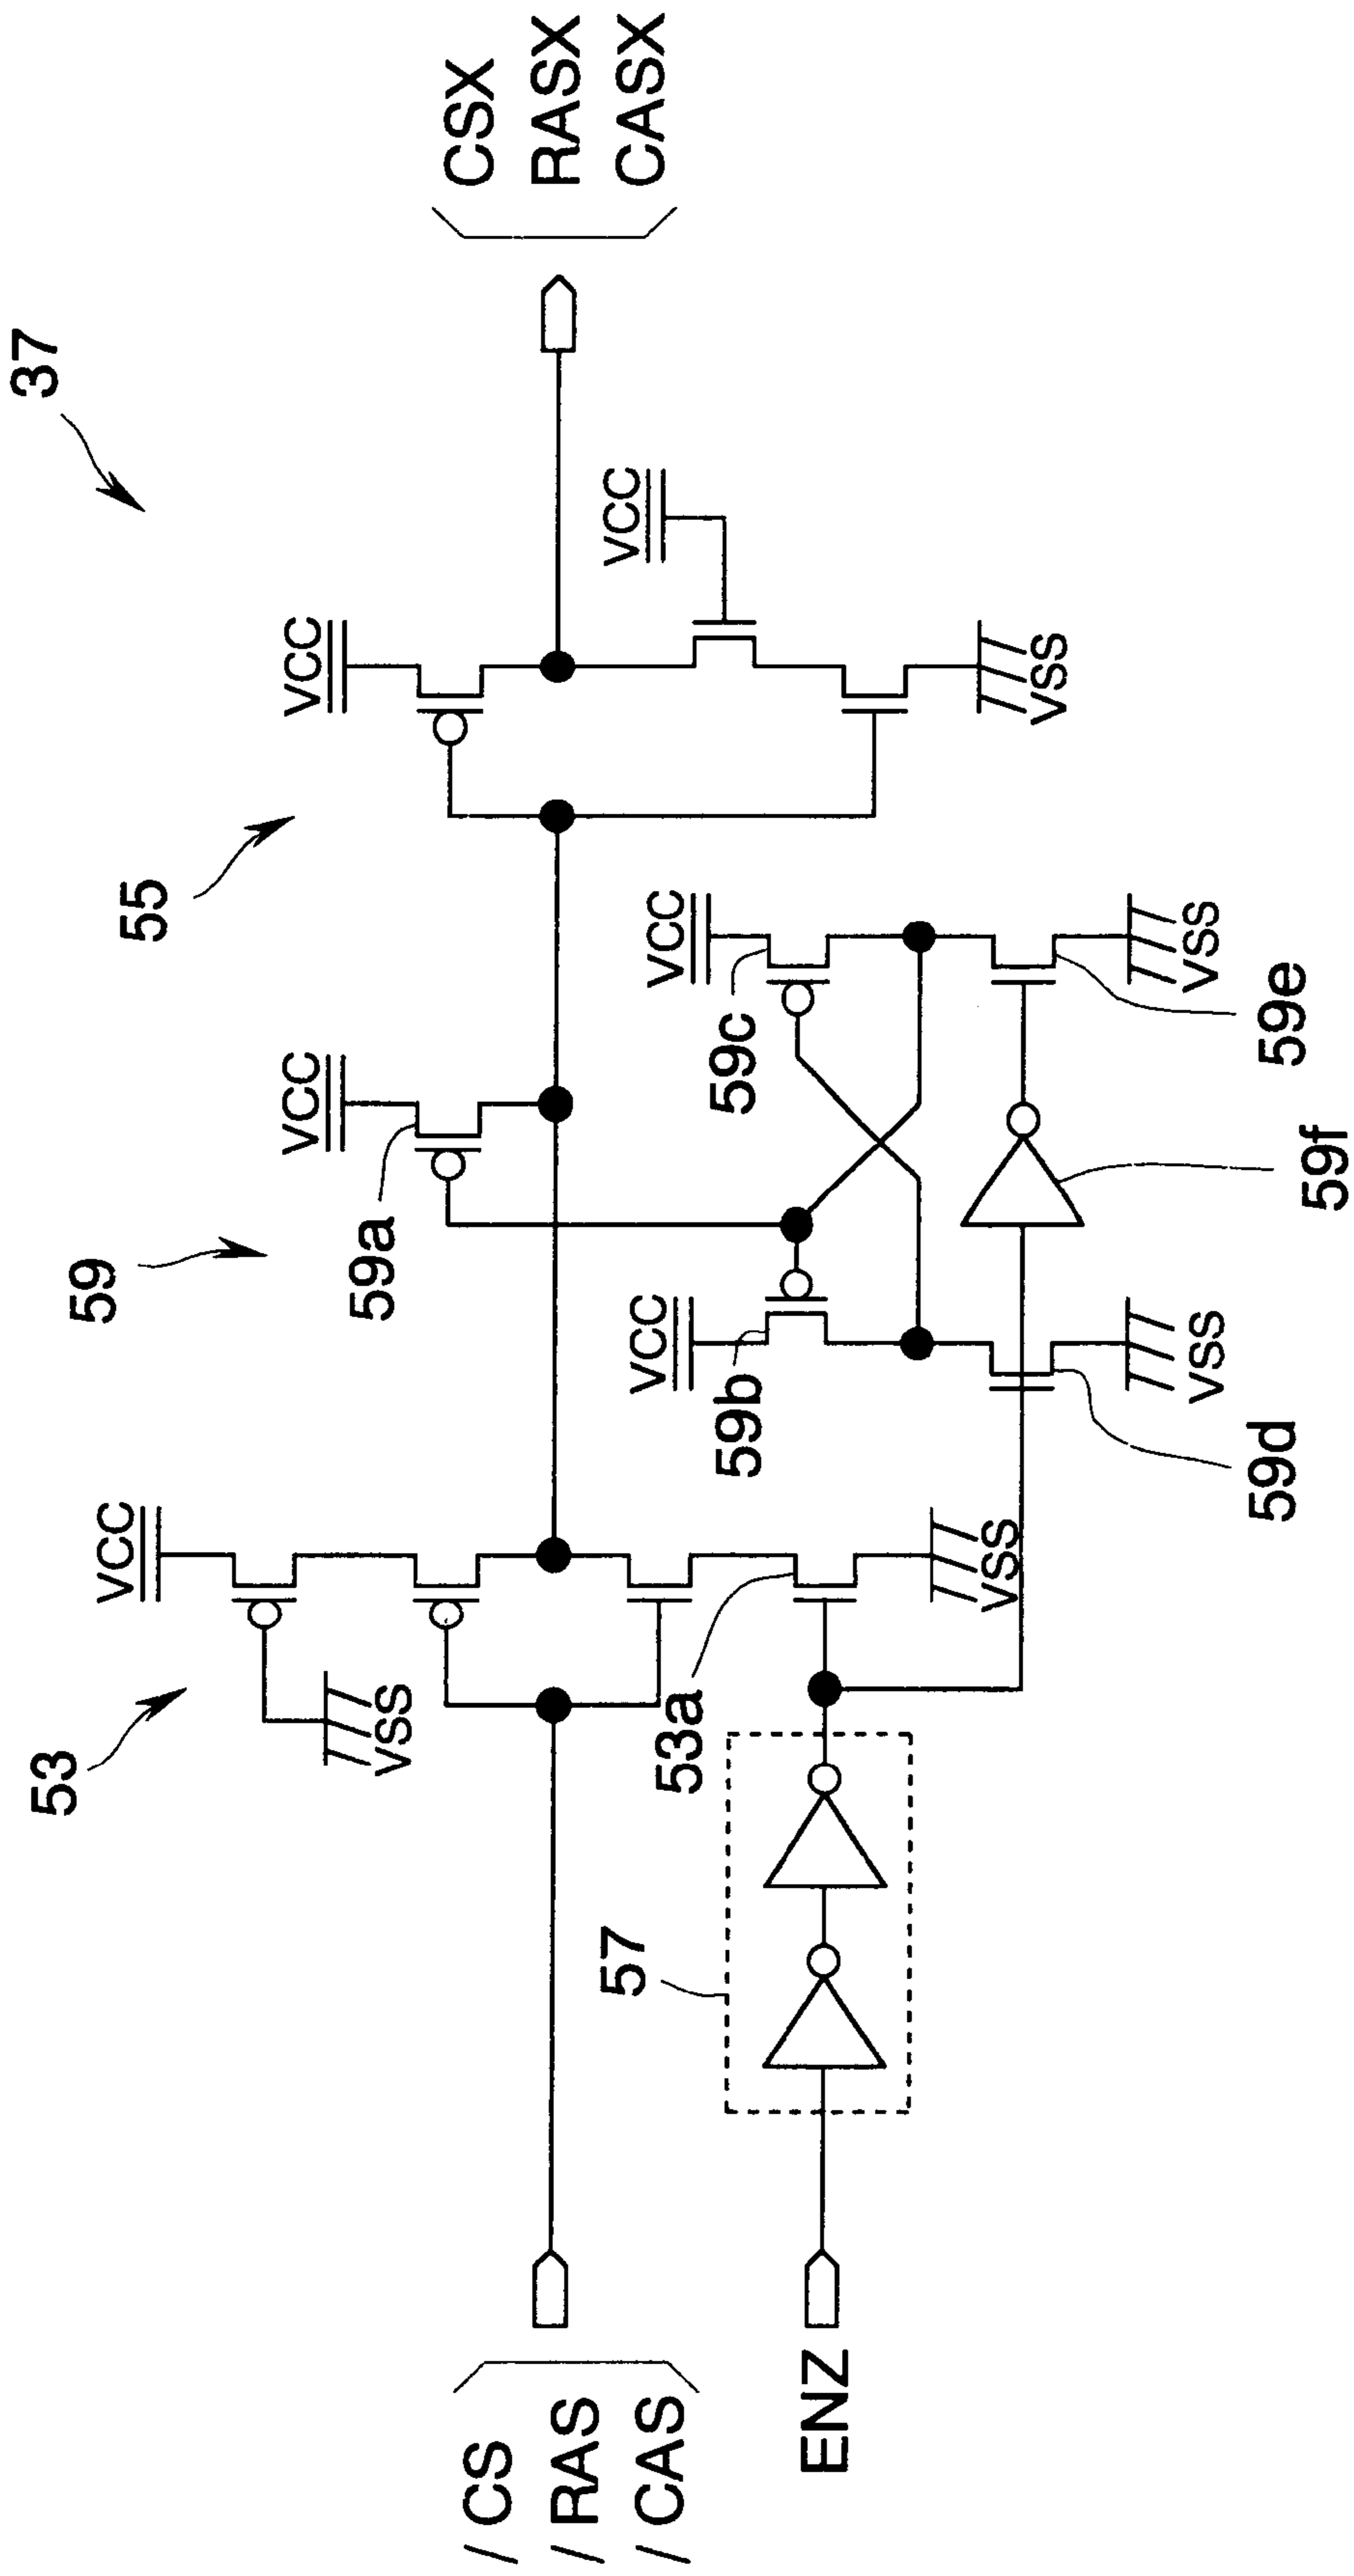 37
53
59
55
VCC
VCC
VCC
VSS
59a
VCC
/ CS
/ RAS
/ CAS
CSX
RASX
CASX
57
53a
VCC
59b
VCC
59c
VSS
VSS
ENZ
VSS
VSS
59d
59f
59e